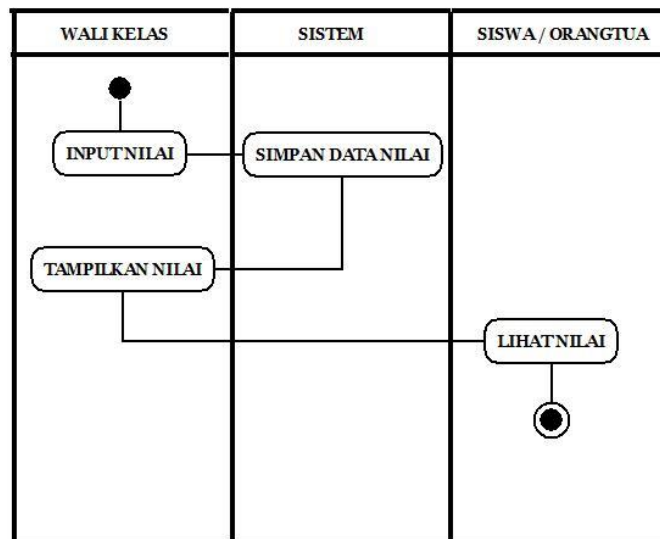 WALI KELAS
SISTEM
SISWA / ORANGTUA
INPUT NILAI
SIMPAN DATA NILAI
TAMPILKAN NILAI
LIHAT NILAI